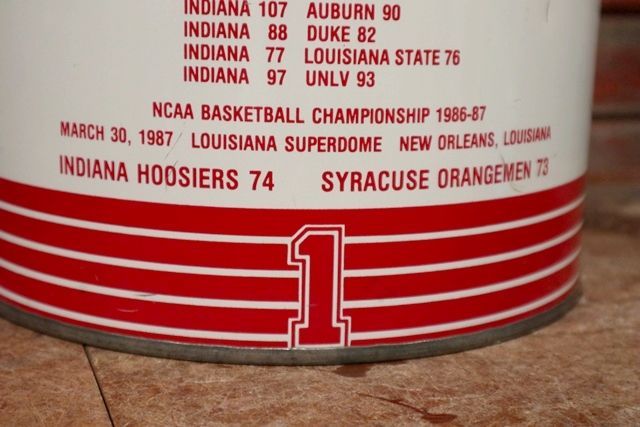 INDIANA 107 AUBURN 90
INDIANA 88 DUKE 82
INDIANA 77 LOUISIANA STATE 76
INDIANA 97 UNLV 93
NCAA BASKETBALL CHAMPIONSHIP 1986-87
MARCH 30, 1987 LOUISIANA SUPERDOME NEW ORLEANS, LOUISIANA
INDIANA HOOSIERS 74 SYRACUSE ORANGEMEN 73
1